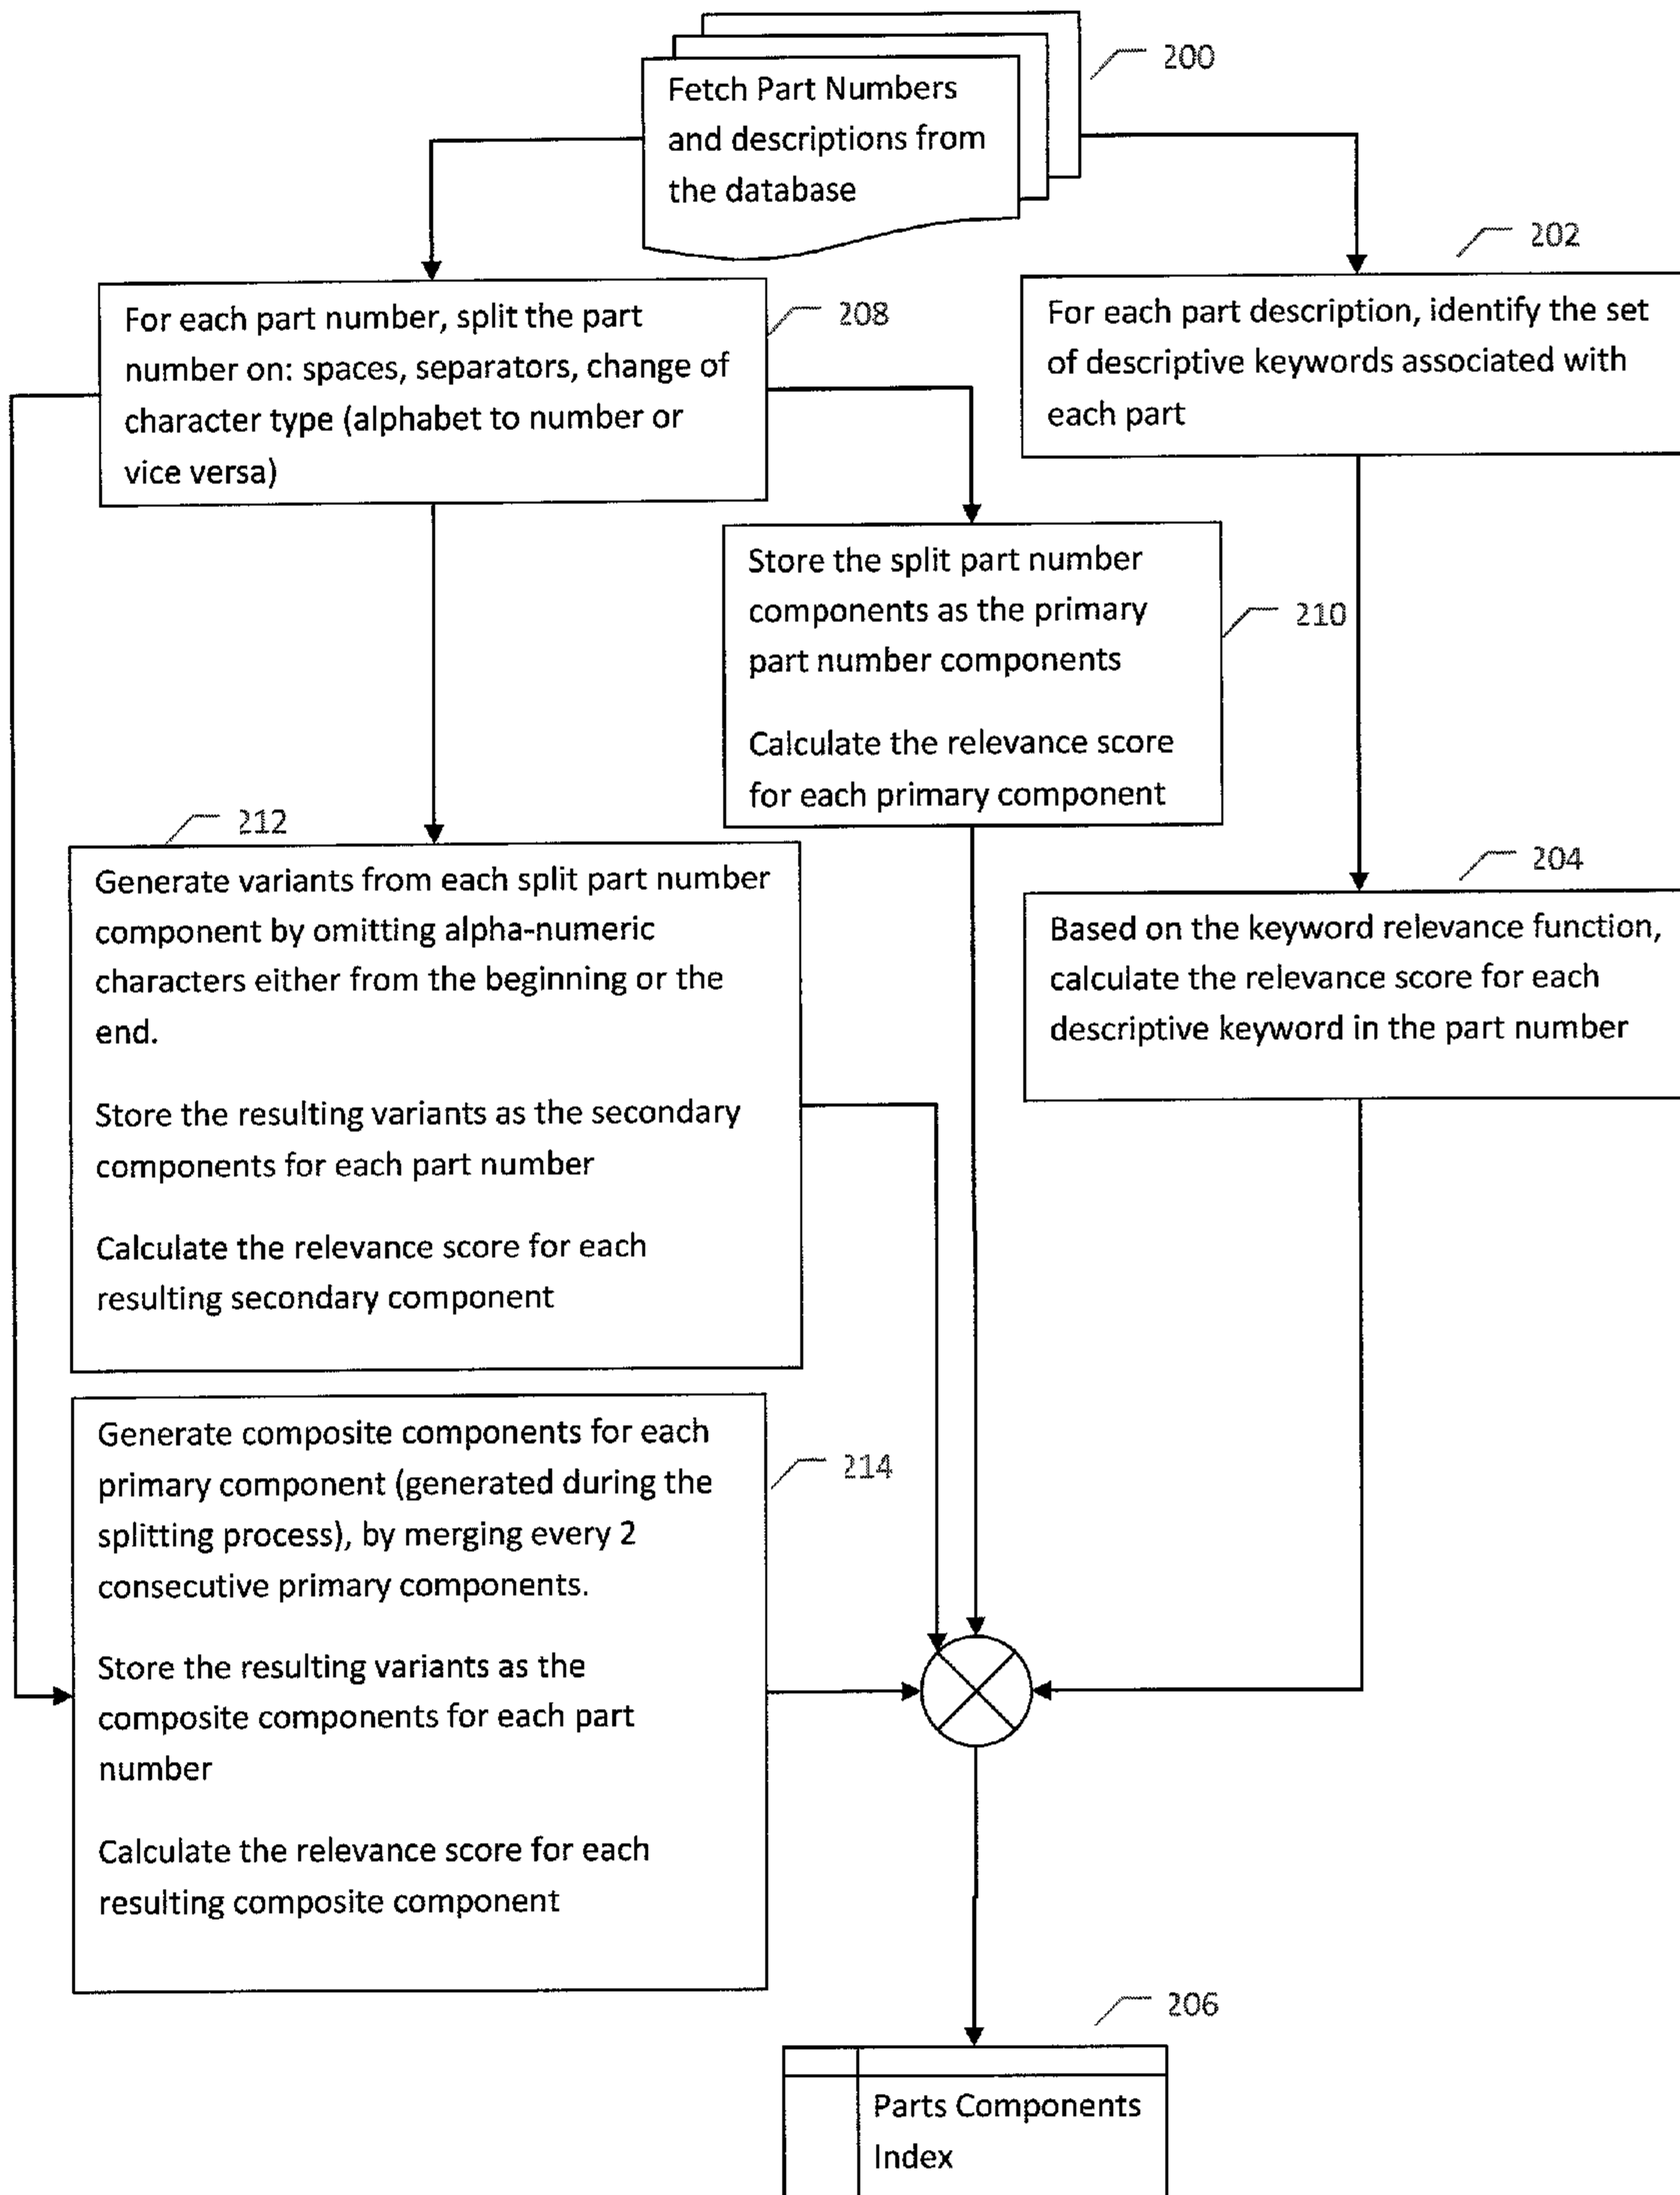 200
Fetch Part Numbers
and descriptions from
the database
202
For each part description, identify the set
of descriptive keywords associated with
each part
208
For each part number, split the part
number on: spaces, separators, change of
character type (alphabet to number or
vice versa)
210
Store the split part number
components as the primary
part number components
Calculate the relevance score
for each primary component
212
Generate variants from each split part number
component by omitting alpha-numeric
characters either from the beginning or the
end.
Store the resulting variants as the secondary
components for each part number
Calculate the relevance score for each
resulting secondary component
204
Based on the keyword relevance function,
calculate the relevance score for each
descriptive keyword in the part number
214
Generate composite components for each
primary component (generated during the
splitting process), by merging every 2
consecutive primary components.
Store the resulting variants as the
composite components for each part
number
Calculate the relevance score for each
resulting composite component
206
Parts Components
Index